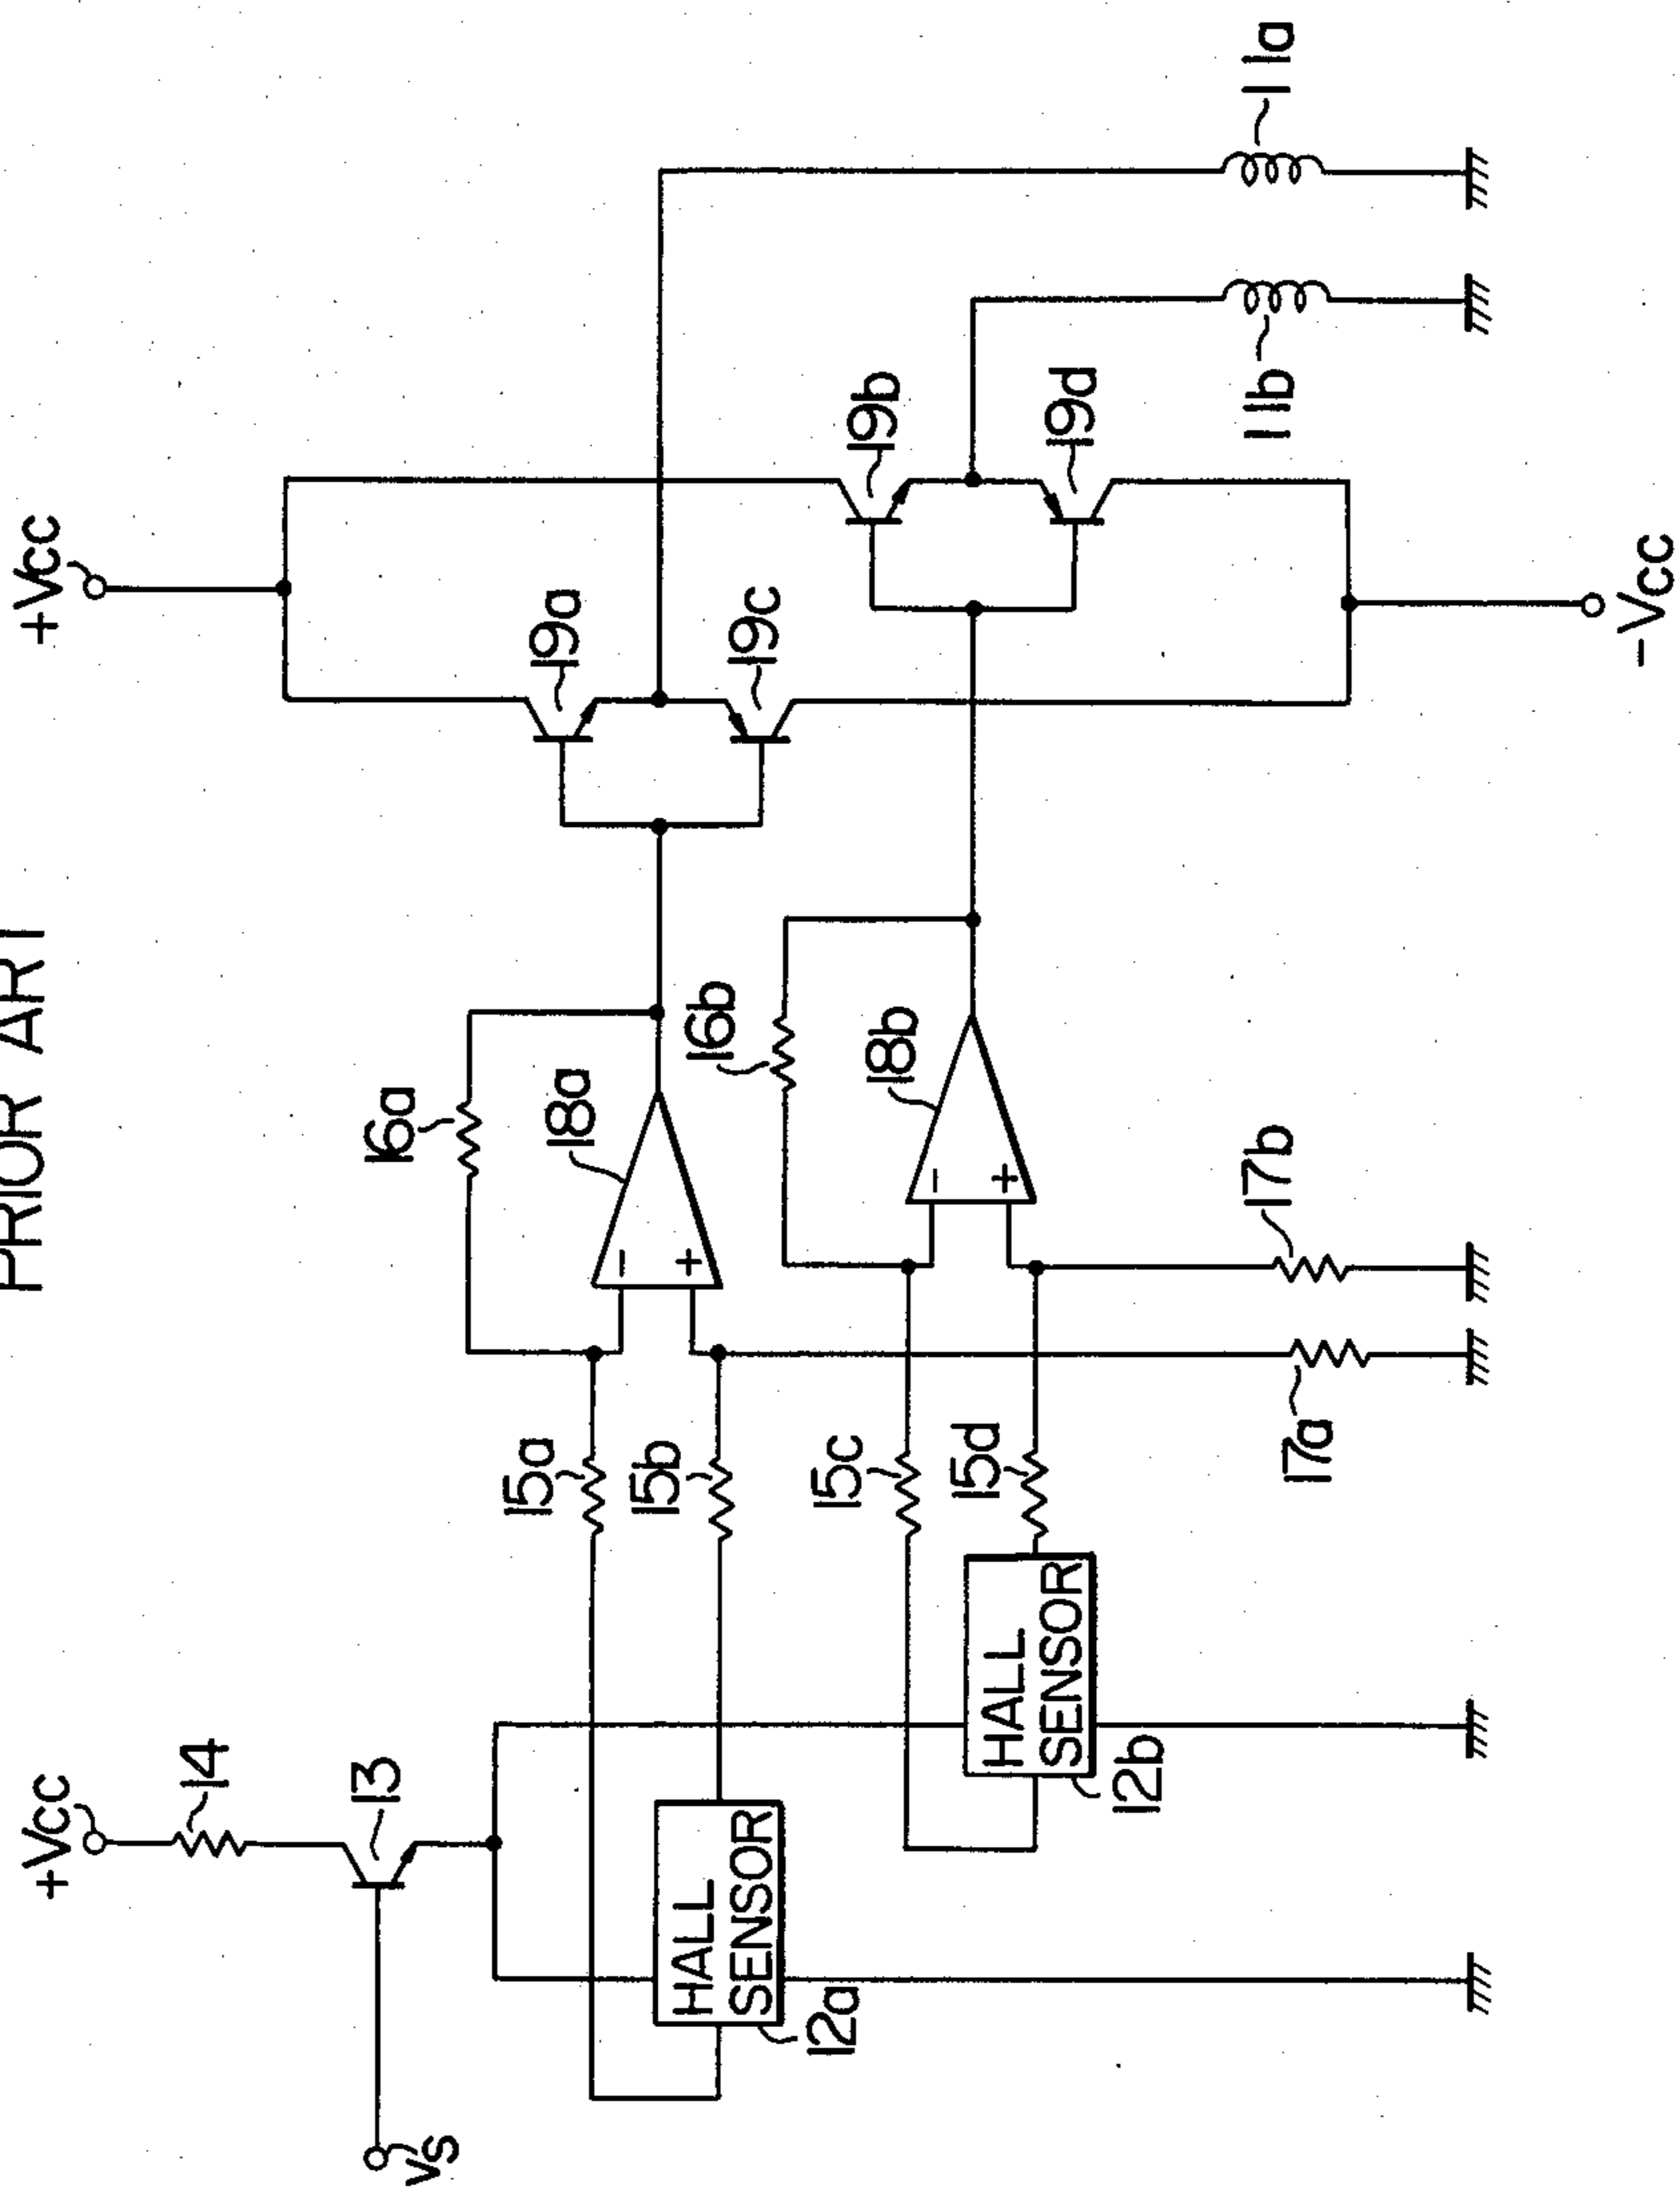 PRIOR ART
+Vcc
+Vcc
14
13
Vs
HALL
SENSOR
12a
HALL
SENSOR
12b
15a
15b
15c
15d
16a
18a
16b
18b
17a
17b
19a
19c
19b
19d
11b
11a
-Vcc